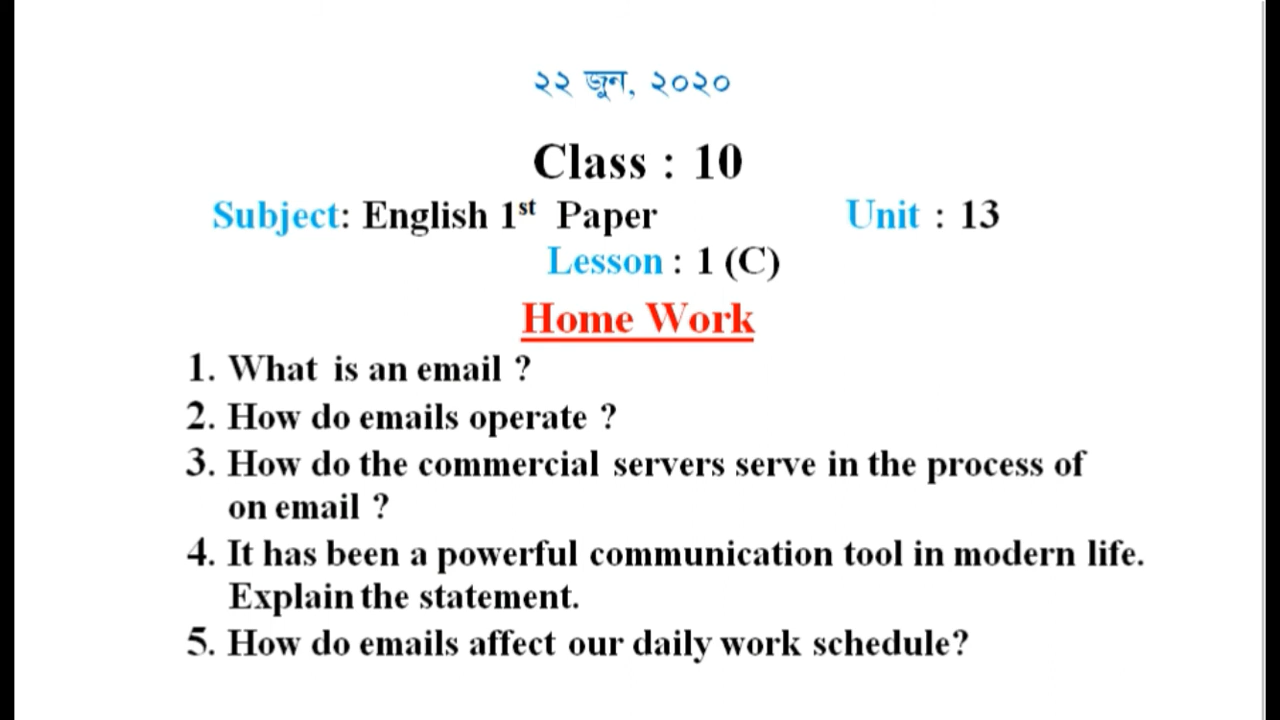 ২২ জুন, ২০২০
Class : 10
Subject: English 1st Paper Unit : 13
Lesson : 1 (C)
Home Work
1. What is an email ?
2. How do emails operate ?
3. How do the commercial servers serve in the process of
on email ?
4. It has been a powerful communication tool in modern life.
Explain the statement.
5. How do emails affect our daily work schedule?